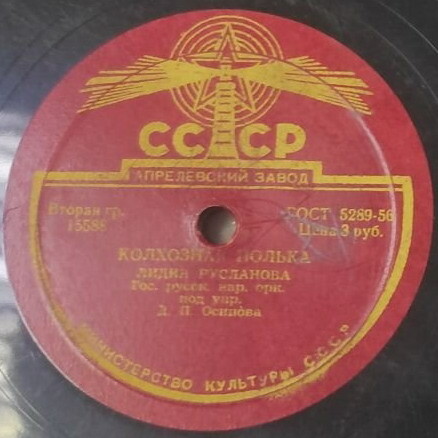 СССР
АПРЕЛЕВСКИЙ ЗАВОД
Вторая гр.
15588
ГОСТ 5289-56
Цена 3 руб.
КОЛХОЗНАЯ ПОЛЬКА
ЛИДИЯ РУСЛАНОВА
Гос. русск. нар. орк.
под упр.
Д. П. Осипова
МИНИСТЕРСТВО КУЛЬТУРЫ СССР